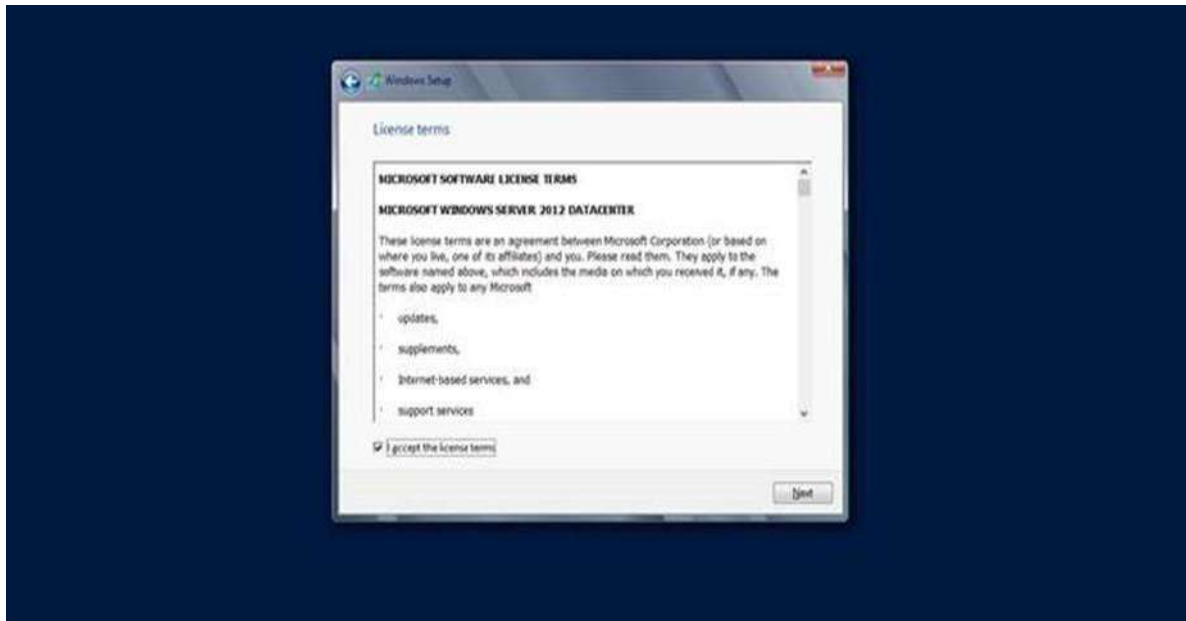 Windows Setup
License terms
MICROSOFT SOFTWARE LICENSE TERMS
MICROSOFT WINDOWS SERVER 2012 DATACENTER
These license terms are an agreement between Microsoft Corporation (or based on
where you live, one of its affiliates) and you. Please read them. They apply to the
software named above, which includes the media on which you received it, if any. The
terms also apply to any Microsoft
· updates,
· supplements,
· Internet-based services, and
· support services
I accept the license terms
Next